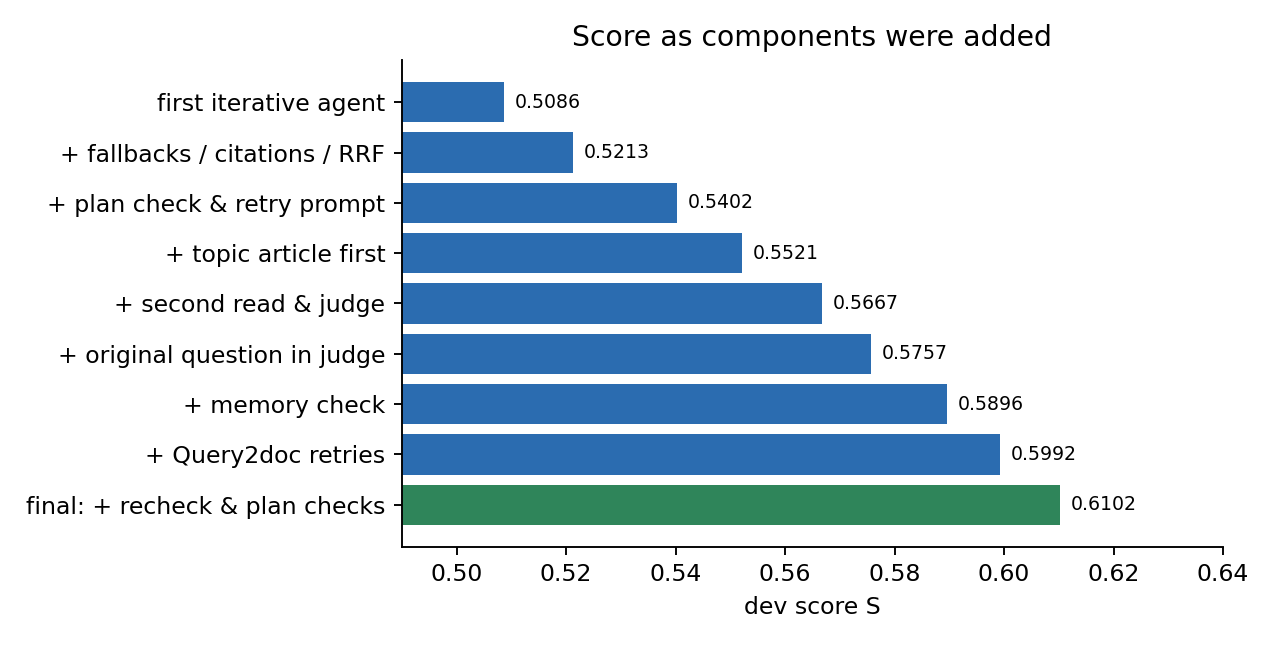 Score as components were added
first iterative agent
0.5086
+ fallbacks / citations / RRF
0.5213
+ plan check & retry prompt
0.5402
+ topic article first
0.5521
+ second read & judge
0.5667
+ original question in judge
0.5757
+ memory check
0.5896
+ Query2doc retries
0.5992
final: + recheck & plan checks
0.6102
0.50 0.52 0.54 0.56 0.58 0.60 0.62 0.64
dev score S